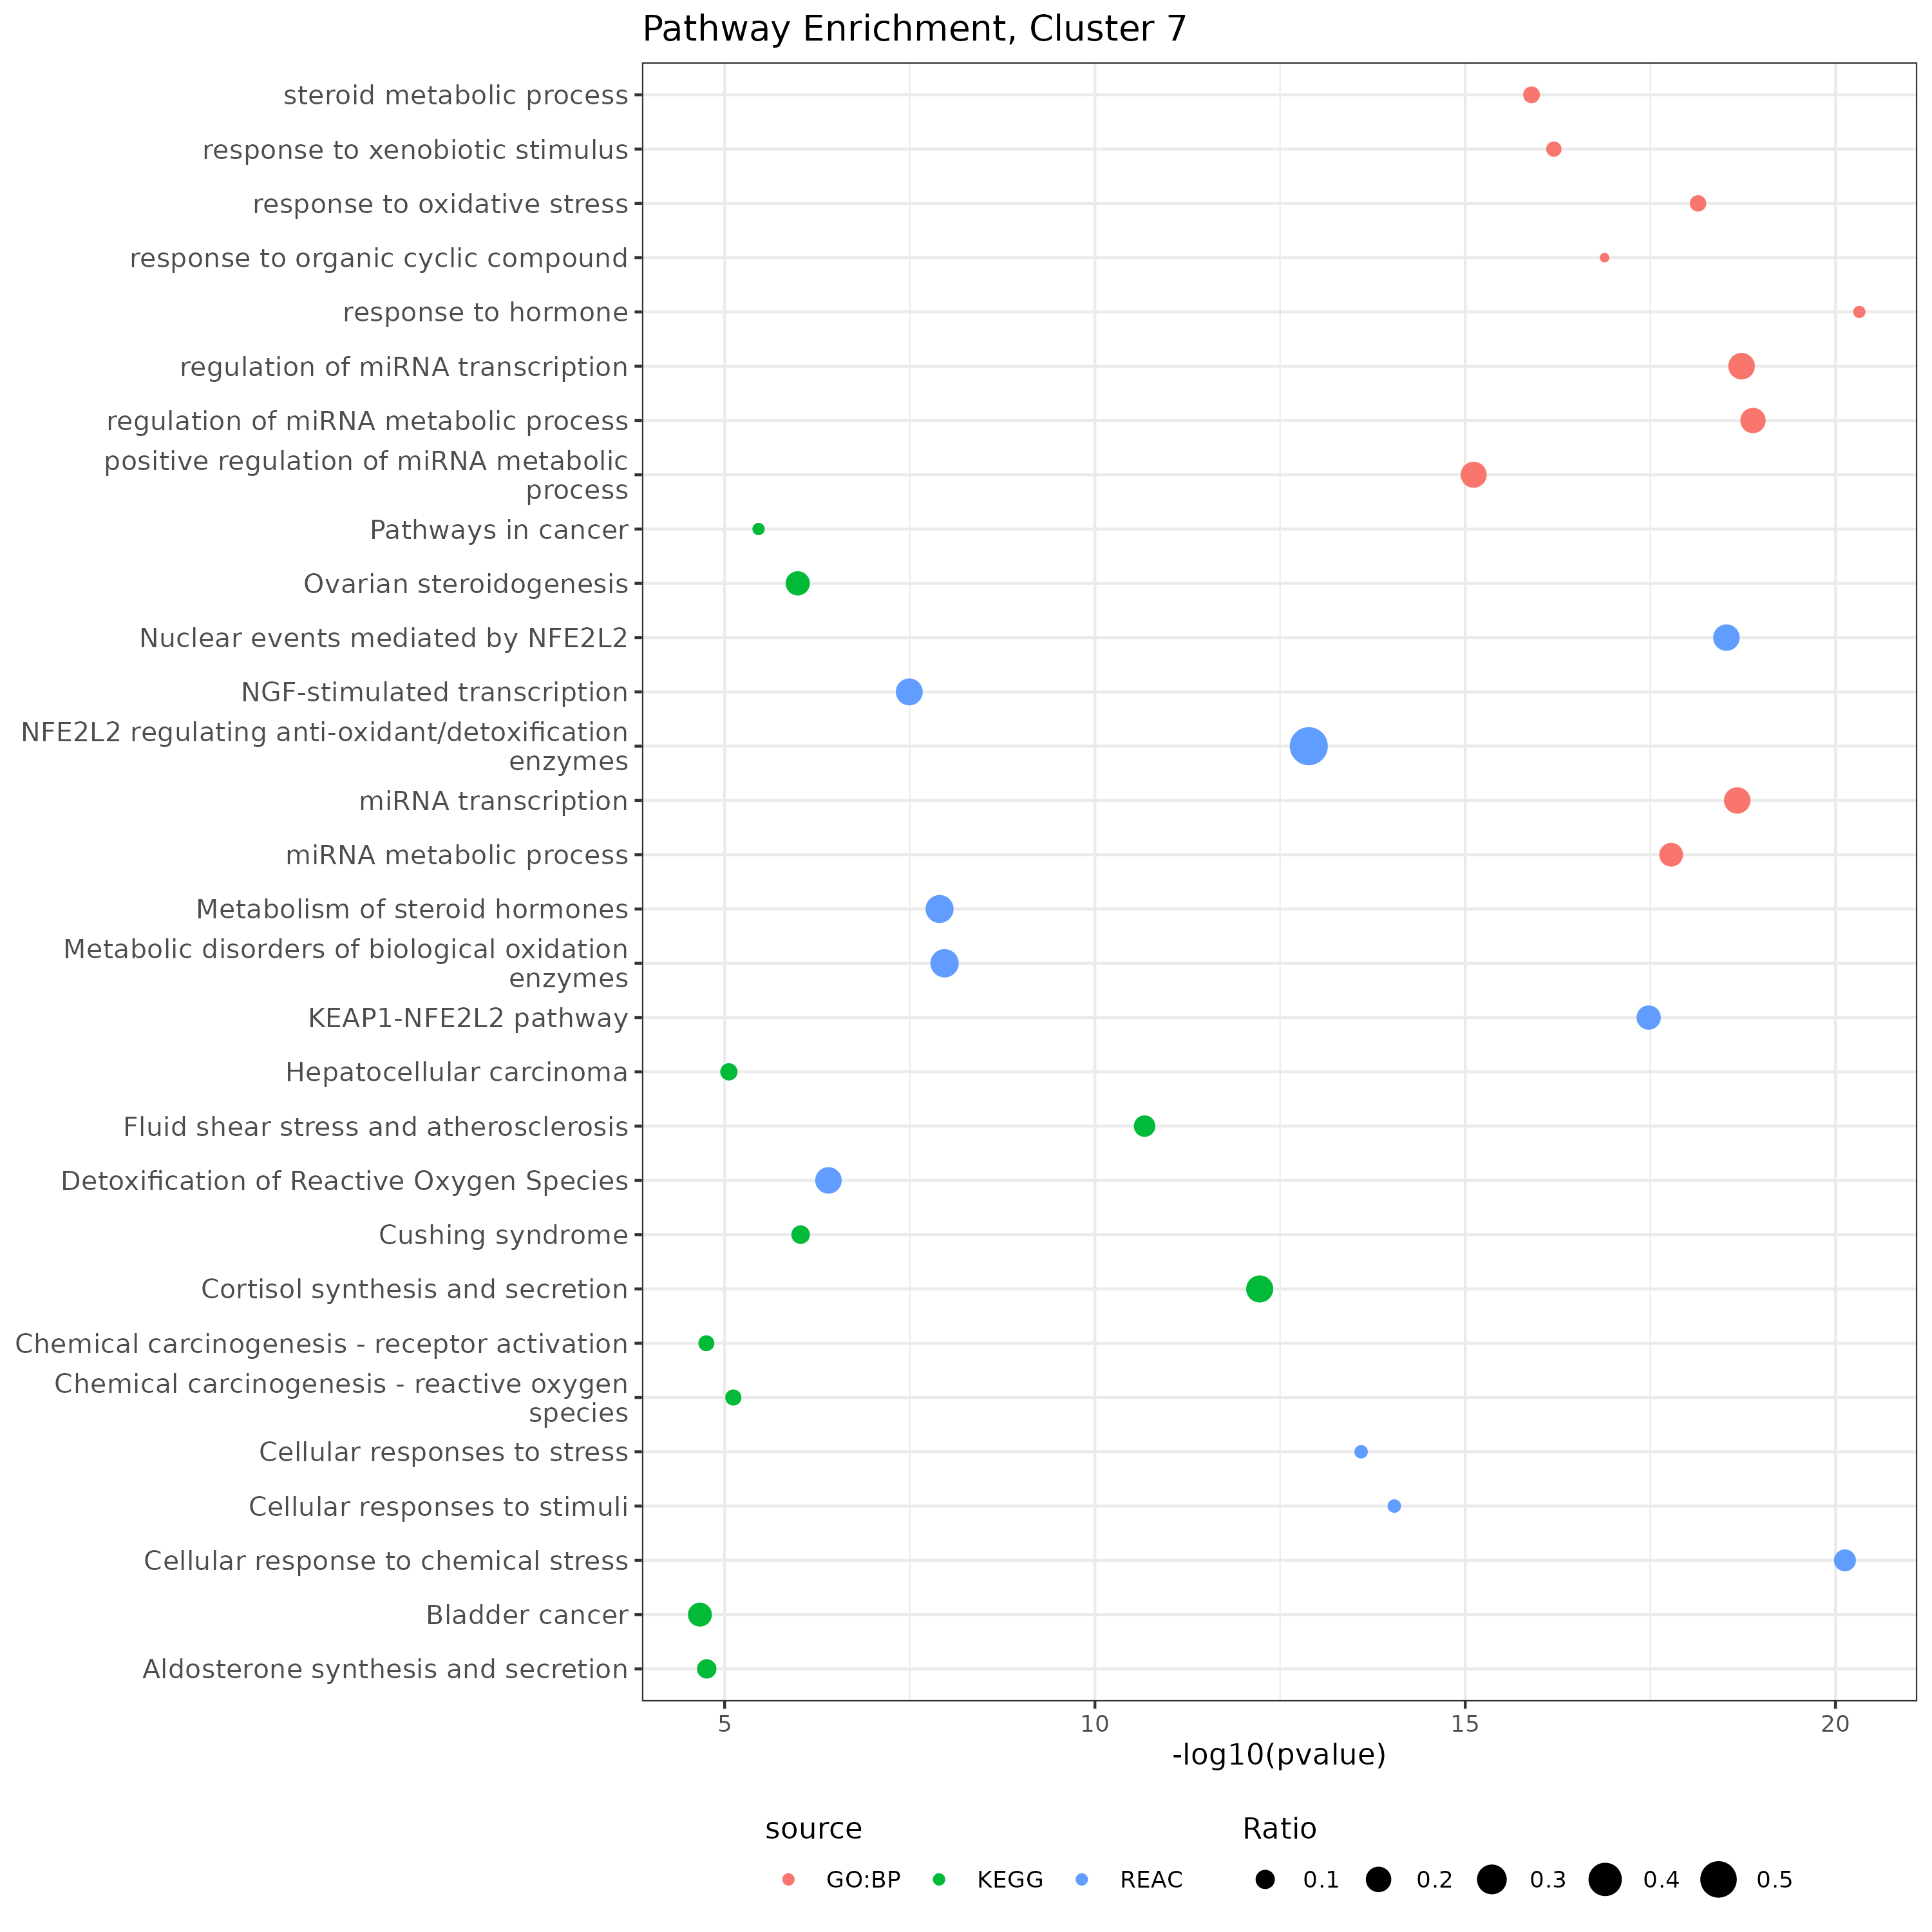 Pathway Enrichment, Cluster 7
steroid metabolic process
response to xenobiotic stimulus
response to oxidative stress
response to organic cyclic compound
response to hormone
regulation of miRNA transcription
regulation of miRNA metabolic process
positive regulation of miRNA metabolic
process
Pathways in cancer
Ovarian steroidogenesis
Nuclear events mediated by NFE2L2
NGF-stimulated transcription
NFE2L2 regulating anti-oxidant/detoxification
enzymes
miRNA transcription
miRNA metabolic process
Metabolism of steroid hormones
Metabolic disorders of biological oxidation
enzymes
KEAP1-NFE2L2 pathway
Hepatocellular carcinoma
Fluid shear stress and atherosclerosis
Detoxification of Reactive Oxygen Species
Cushing syndrome
Cortisol synthesis and secretion
Chemical carcinogenesis - receptor activation
Chemical carcinogenesis - reactive oxygen
species
Cellular responses to stress
Cellular responses to stimuli
Cellular response to chemical stress
Bladder cancer
Aldosterone synthesis and secretion
5 10 15 20
-log10(pvalue)
source Ratio
GO:BP KEGG REAC 0.1 0.2 0.3 0.4 0.5